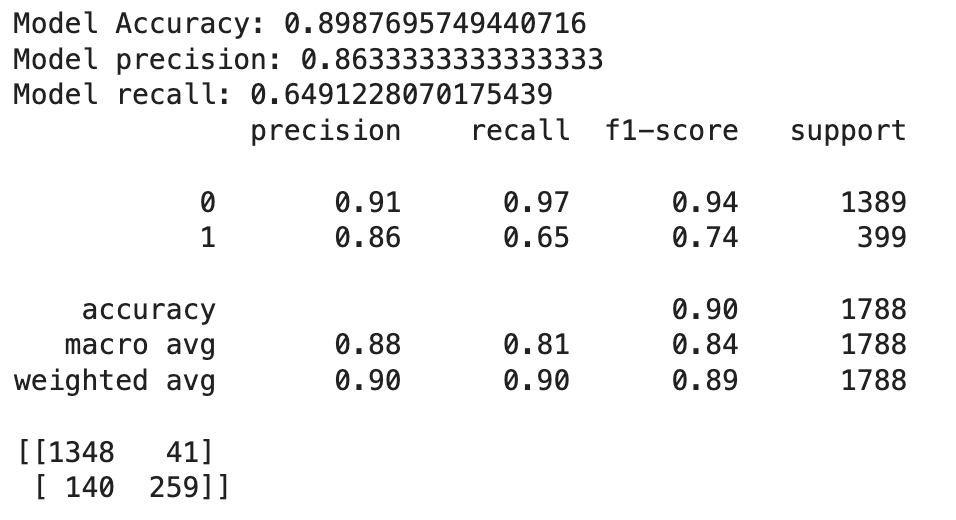 Model Accuracy: 0.8987695749440716
Model precision: 0.8633333333333333
Model recall: 0.6491228070175439
precision recall f1-score support
0 0.91 0.97 0.94 1389
1 0.86 0.65 0.74 399
accuracy 0.90 1788
macro avg 0.88 0.81 0.84 1788
weighted avg 0.90 0.90 0.89 1788
[[1348 41]
[ 140 259]]